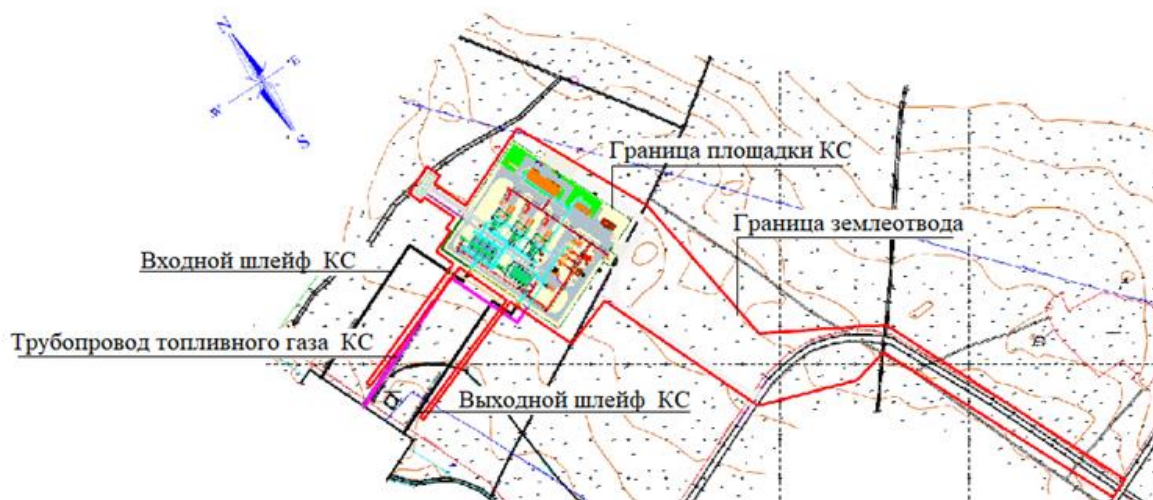 N
E
W
S
Граница площадки КС
Граница землеотвода
Входной шлейф КС
Трубопровод топливного газа КС
Выходной шлейф КС